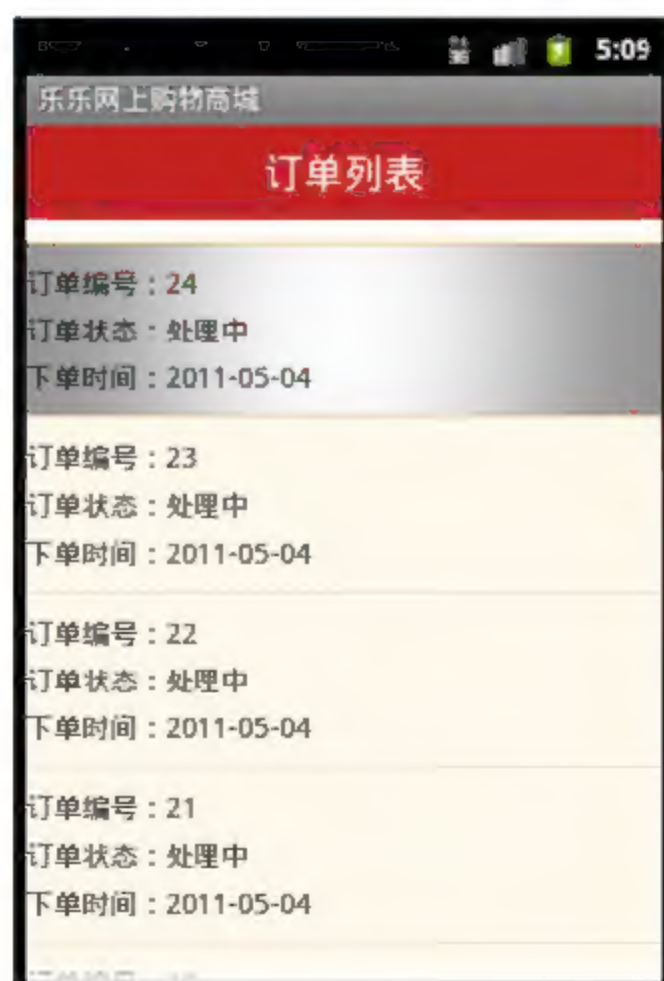 5:09
乐乐网上购物商城
订单列表
订单编号：24
订单状态：处理中
下单时间：2011-05-04
订单编号：23
订单状态：处理中
下单时间：2011-05-04
订单编号：22
订单状态：处理中
下单时间：2011-05-04
订单编号：21
订单状态：处理中
下单时间：2011-05-04